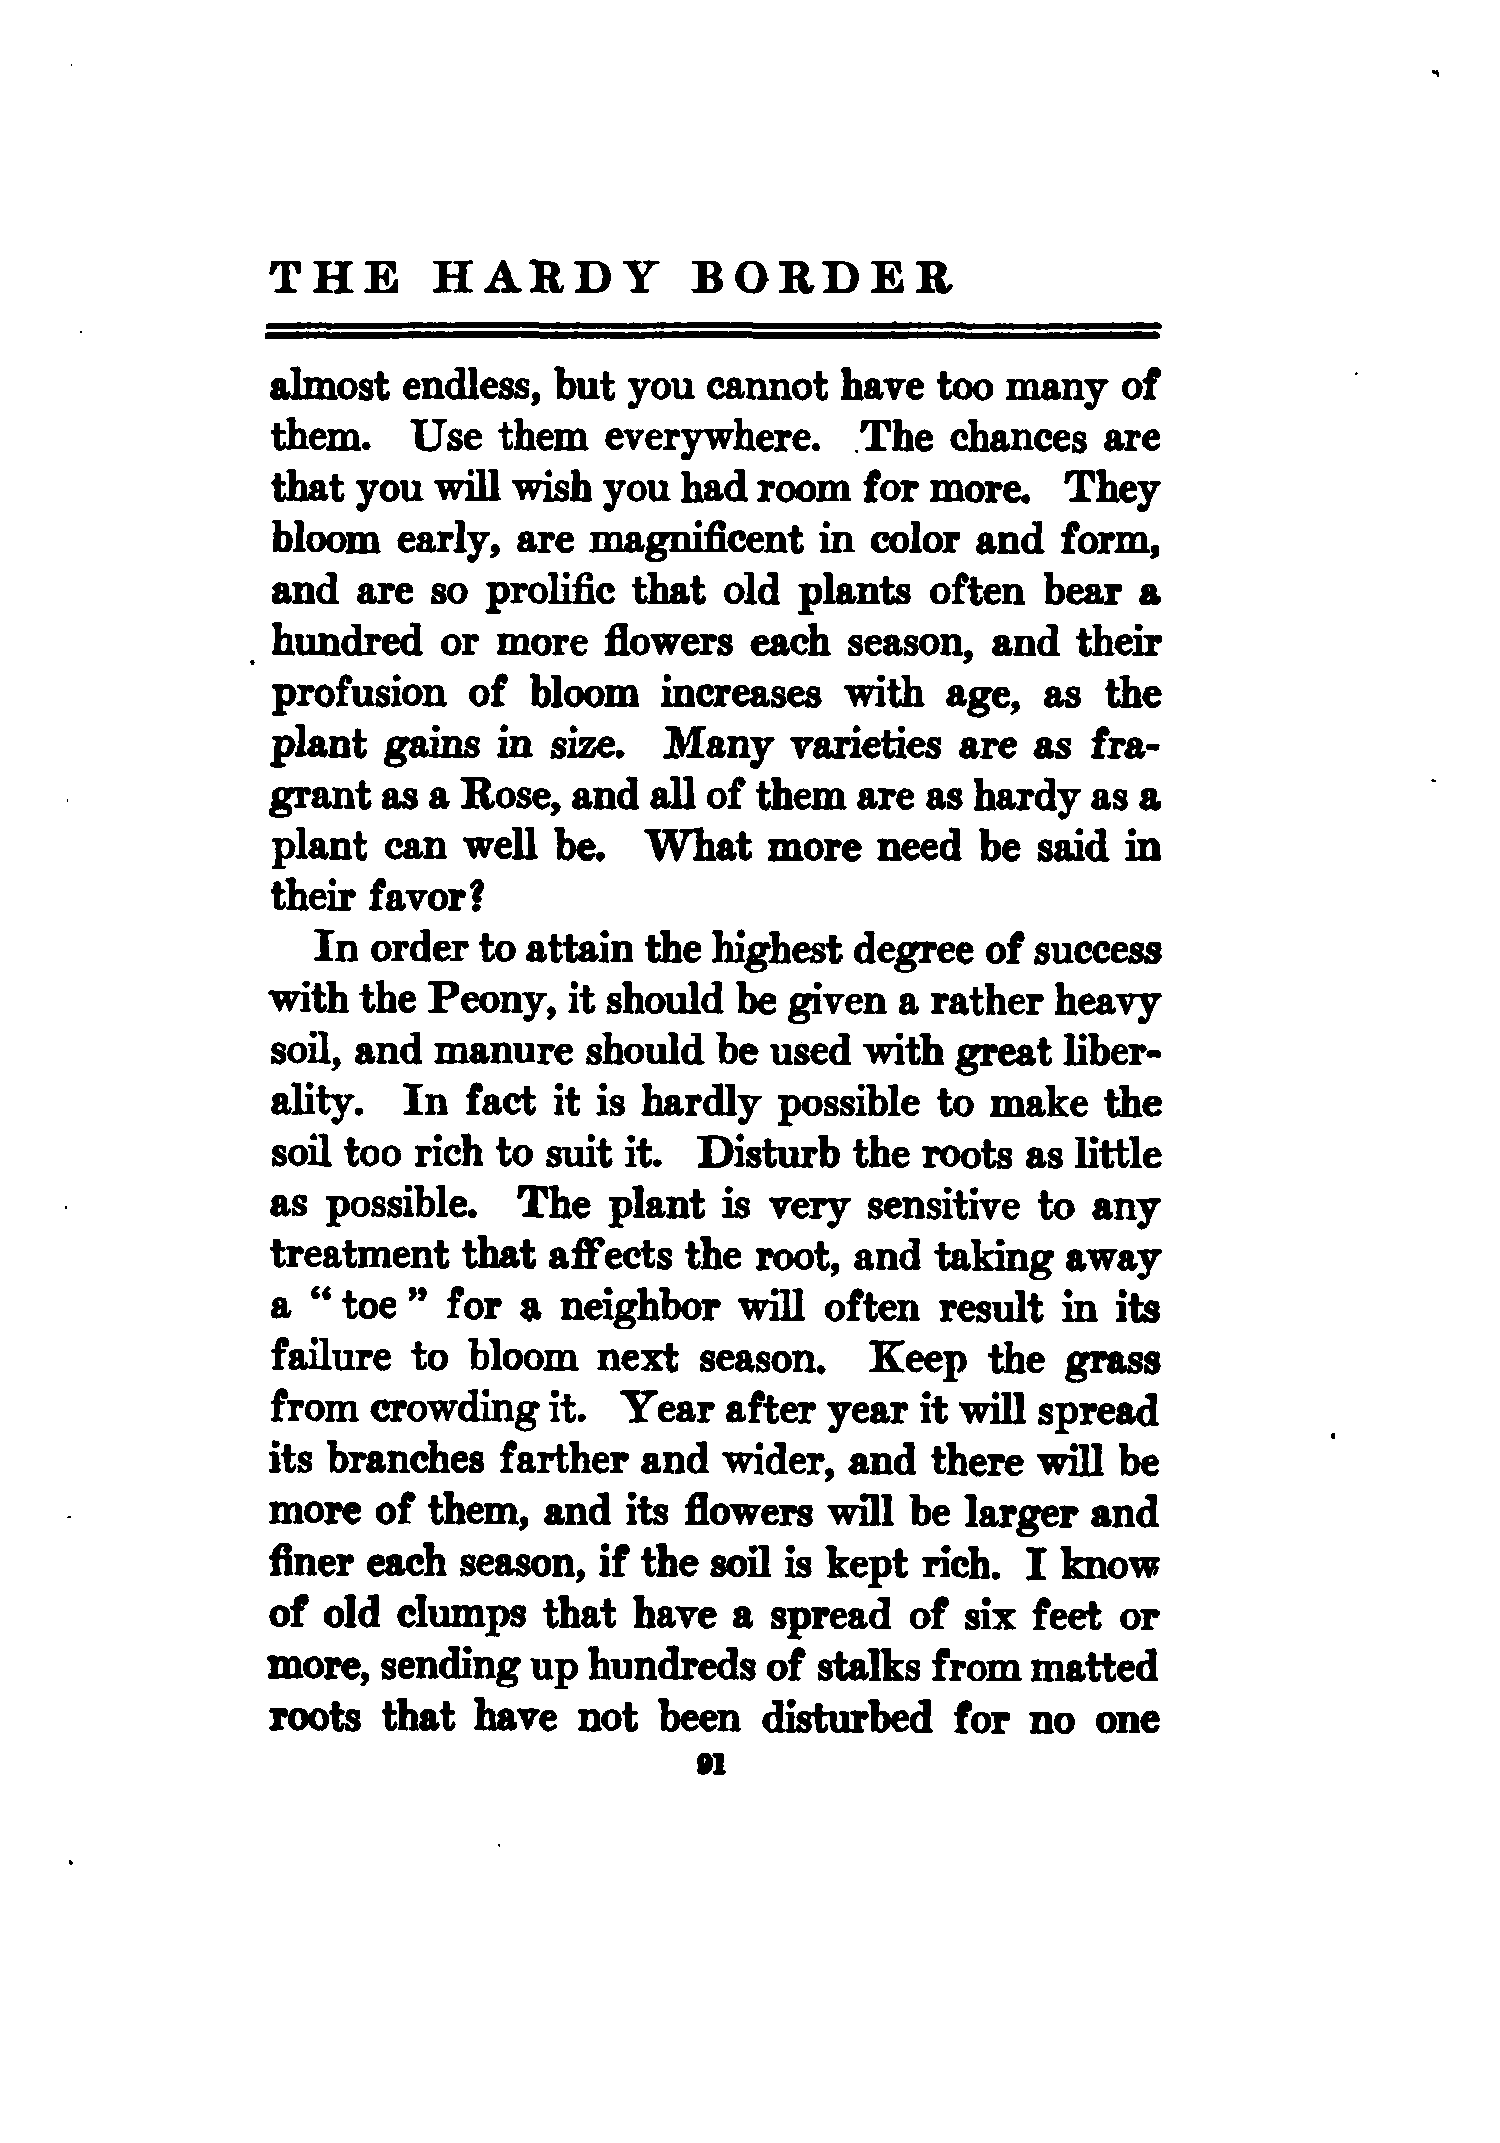 THE HARDY BORDER
almost endless, but you cannot have too many of
them. Use them everywhere. The chances are
that you will wish you had room for more. They
bloom early, are magnificent in color and form,
and are so prolific that old plants often bear a
hundred or more flowers each season, and their
profusion of bloom increases with age, as the
plant gains in size. Many varieties are as fra-
grant as a Rose, and all of them are as hardy as a
plant can well be. What more need be said in
their favor?
In order to attain the highest degree of success
with the Peony, it should be given a rather heavy
soil, and manure should be used with great liber-
ality. In fact it is hardly possible to make the
soil too rich to suit it. Disturb the roots as little
as possible. The plant is very sensitive to any
treatment that affects the root, and taking away
a “ toe ” for a neighbor will often result in its
failure to bloom next season. Keep the grass
from crowding it. Year after year it will spread
its branches farther and wider, and there will be
more of them, and its flowers will be larger and
finer each season, if the soil is kept rich. I know
of old clumps that have a spread of six feet or
more, sending up hundreds of stalks from matted
roots that have not been disturbed for no one
91